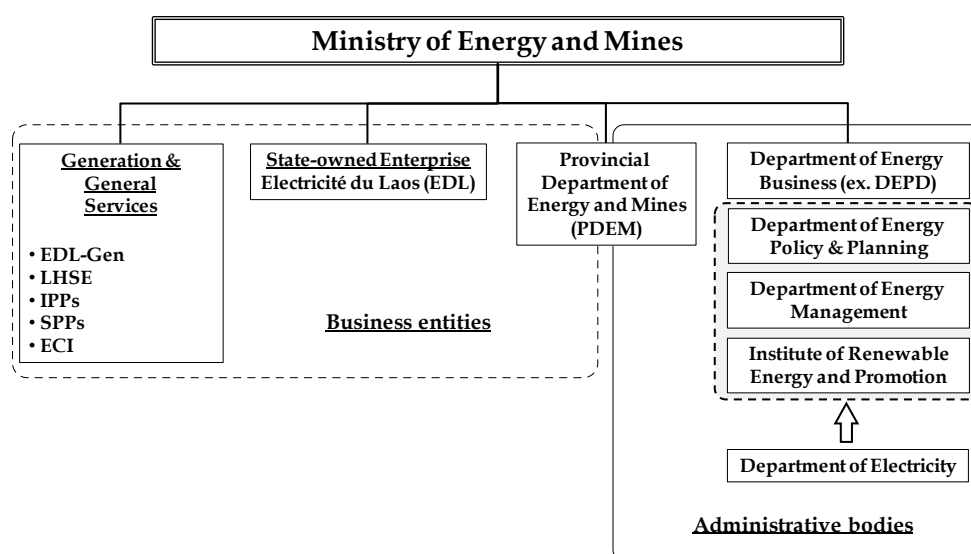 Ministry of Energy and Mines
Generation &
General
Services
• EDL-Gen
• LHSE
• IPPs
• SPPs
• ECI
State-owned Enterprise
Electricité du Laos (EDL)
Business entities
Provincial
Department of
Energy and Mines
(PDEM)
Department of Energy
Business (ex. DEPD)
Department of Energy
Policy & Planning
Department of Energy
Management
Institute of Renewable
Energy and Promotion
Department of Electricity
Administrative bodies